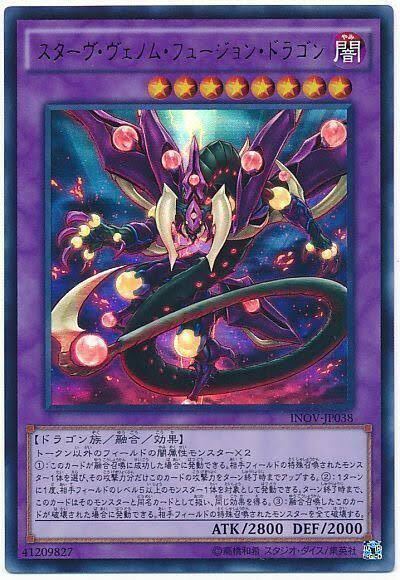 スターヴ・ヴェノム・フュージョン・ドラゴン
やみ
闇
INOV-JP038
【ドラゴン族/融合/効果】
トークン以外のフィールドの闇属性モンスター×2
①:このカードが融合召喚に成功した場合に発動できる。相手フィールドの特殊召喚されたモンス
ター1体を選び、その攻撃力分だけこのカードの攻撃力をターン終了時までアップする。②:1ターン
に1度、相手フィールドのレベル5以上のモンスター1体を対象として発動できる。ターン終了時まで、
このカードはそのモンスターと同名カードとして扱い、同じ効果を得る。③:融合召喚したこのカー
ドが破壊された場合に発動できる。相手フィールドの特殊召喚されたモンスターを全て破壊する。
ATK/2800 DEF/2000
41209827
©高橋和希 スタジオ・ダイス/集英社